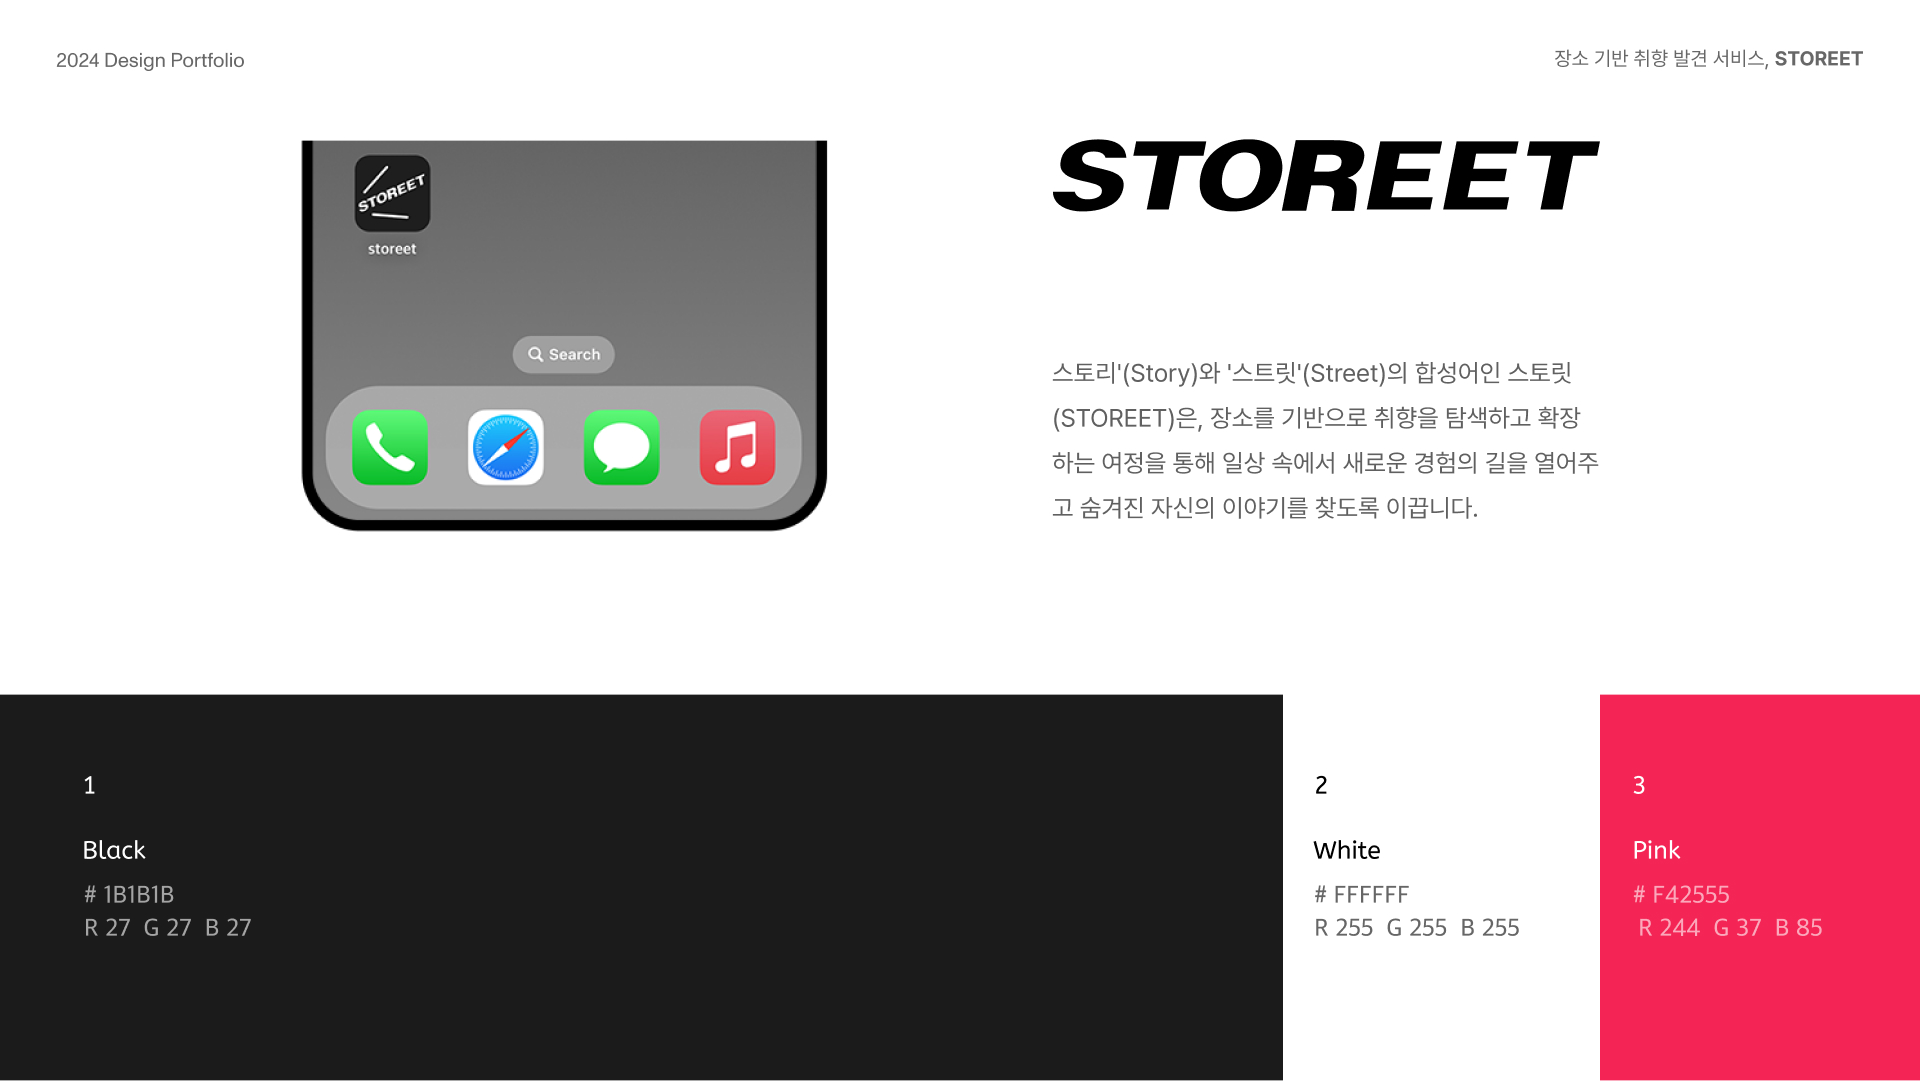 2024 Design Portfolio
장소 기반 취향 발견 서비스, STOREET
STOREET
storeet
Search
STOREET
스토리'(Story)와 '스트릿'(Street)의 합성어인 스토릿
(STOREET)은, 장소를 기반으로 취향을 탐색하고 확장
하는 여정을 통해 일상 속에서 새로운 경험의 길을 열어주
고 숨겨진 자신의 이야기를 찾도록 이끕니다.
1
Black
# 1B1B1B
R 27 G 27 B 27
2
White
# FFFFFF
R 255 G 255 B 255
3
Pink
# F42555
R 244 G 37 B 85